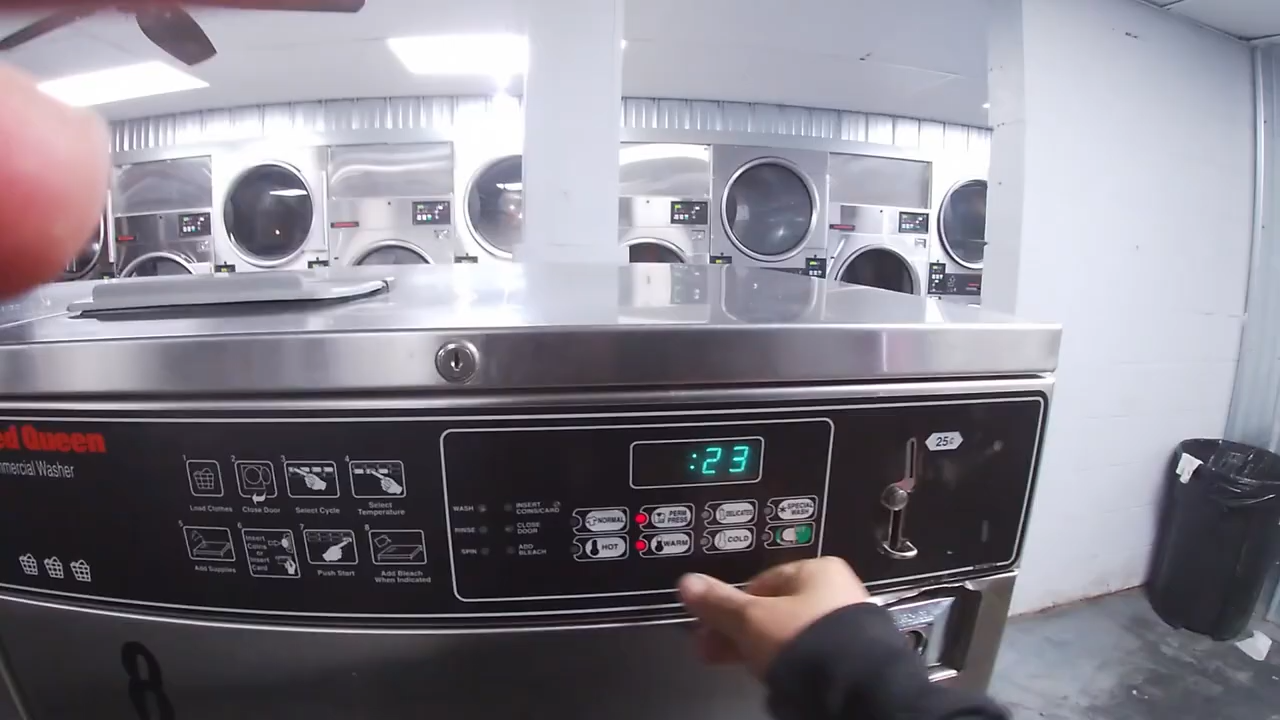 ed Queen
mmercial Washer
1 2 3 4
Load Clothes Close Door Select Cycle Select Temperature
5 6 7 8
Insert Coins or Insert Card
Add Supplies Push Start Add Bleach When Indicated
:23
WASH INSERT COINS/CARD
RINSE CLOSE DOOR
SPIN ADD BLEACH
NORMAL PERM PRESS DELICATES SPECIAL WASH
HOT WARM COLD
25¢
8